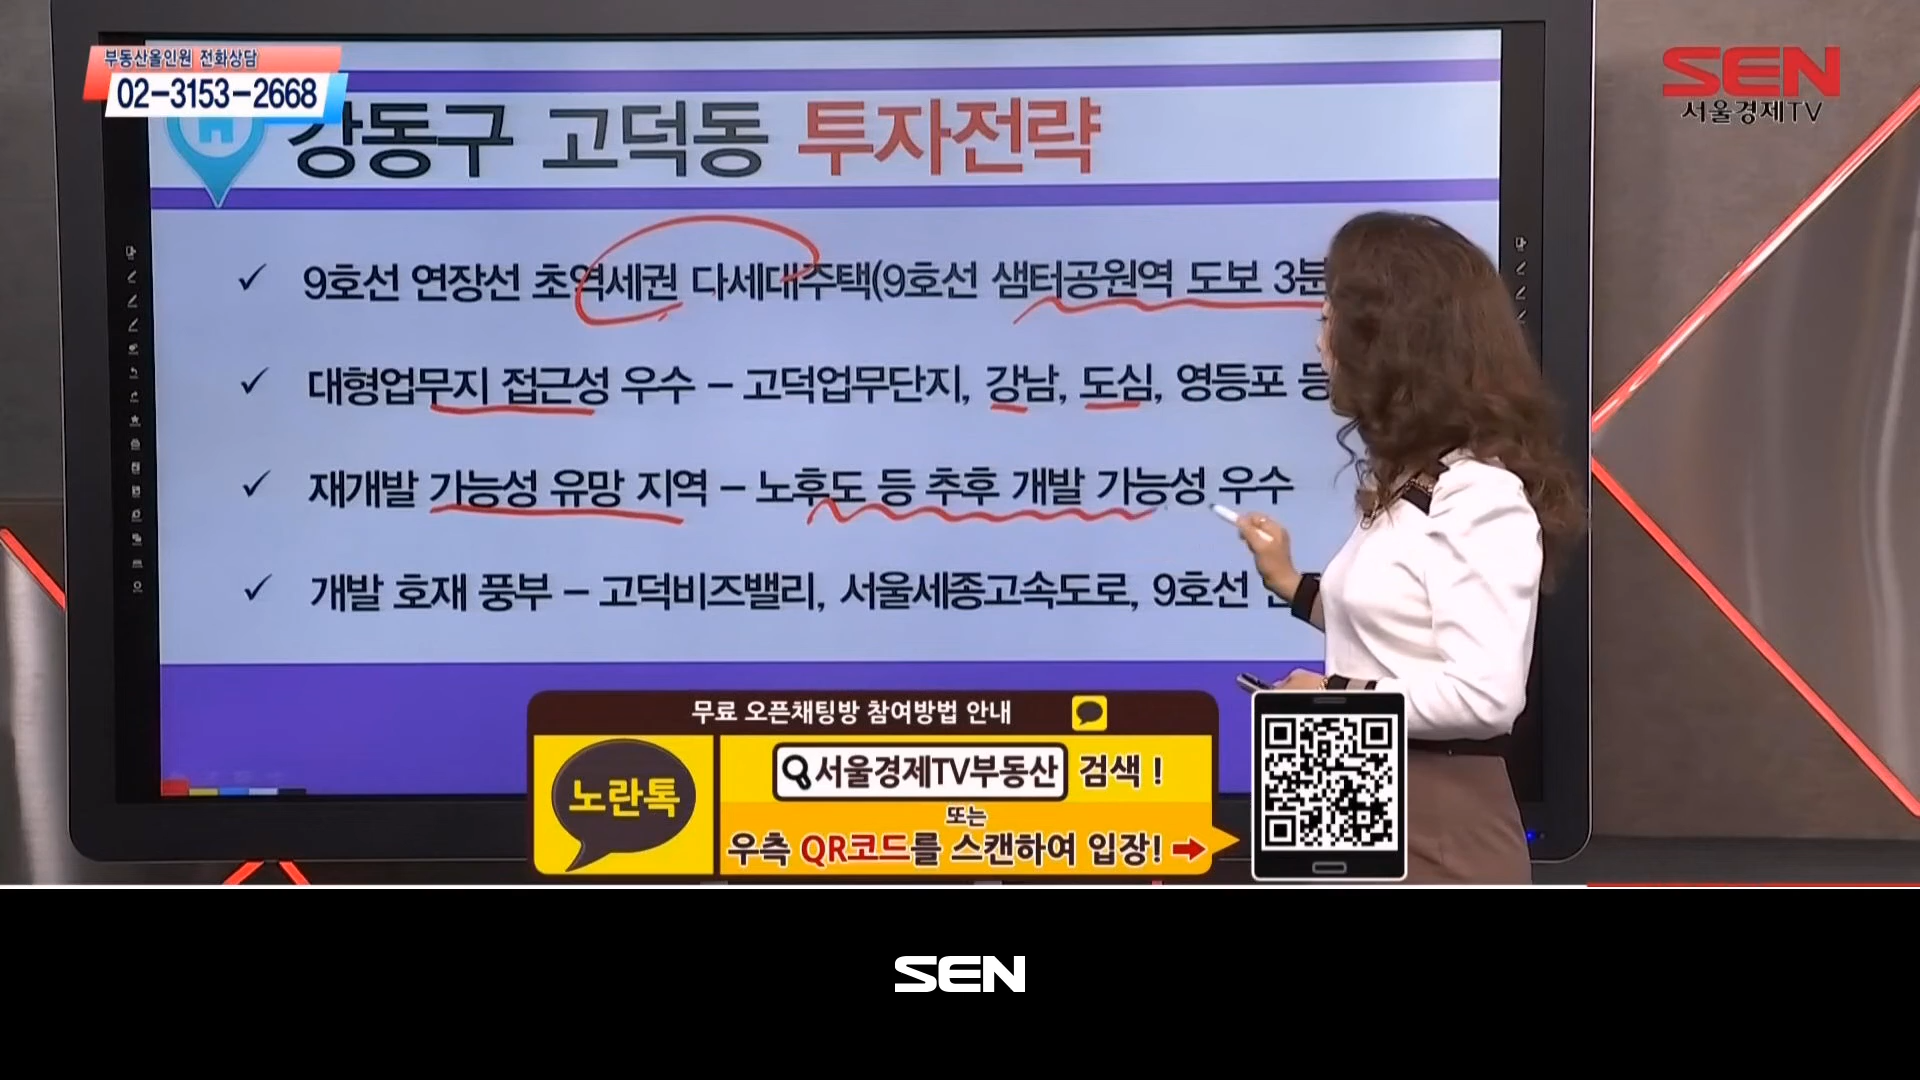 부동산올인원 전화상담
02-3153-2668
SEN
서울경제TV
강동구 고덕동 투자전략
✓ 9호선 연장선 초역세권 다세대주택(9호선 샘터공원역 도보 3분
✓ 대형업무지 접근성 우수 – 고덕업무단지, 강남, 도심, 영등포 등
✓ 재개발 가능성 유망 지역 – 노후도 등 추후 개발 가능성 우수
✓ 개발 호재 풍부 – 고덕비즈밸리, 서울세종고속도로, 9호선
무료 오픈채팅방 참여방법 안내
노란톡
서울경제TV부동산 검색 !
또는
우측 QR코드를 스캔하여 입장!
SEN